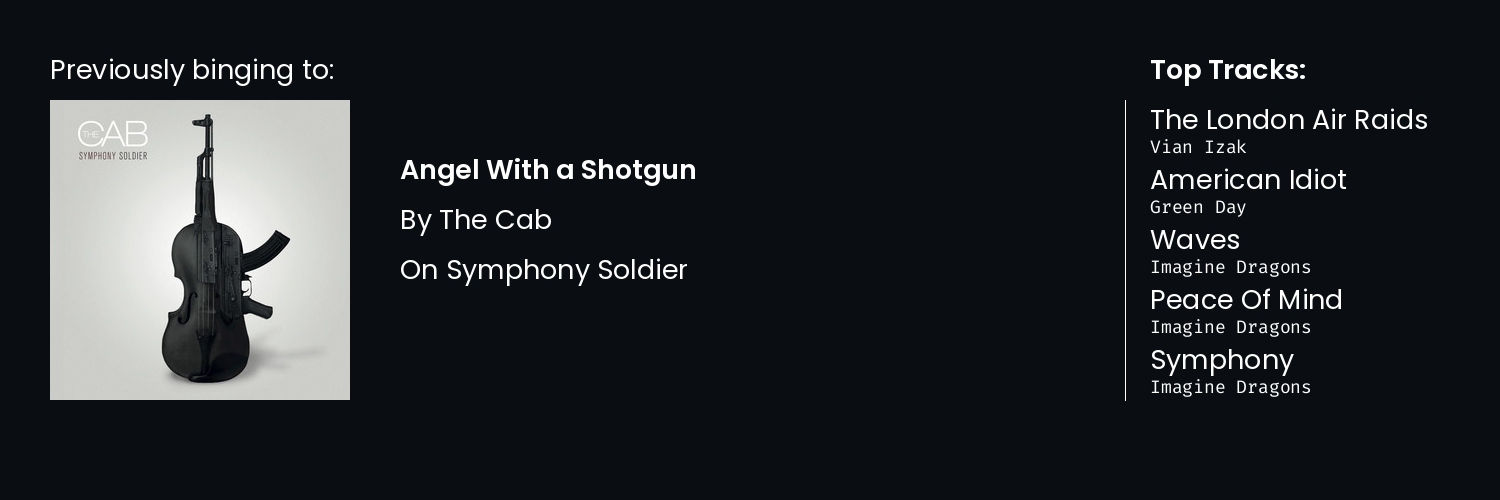 Previously binging to:
THE CAB
SYMPHONY SOLDIER
Angel With a Shotgun
By The Cab
On Symphony Soldier
Top Tracks:
The London Air Raids
Vian Izak
American Idiot
Green Day
Waves
Imagine Dragons
Peace Of Mind
Imagine Dragons
Symphony
Imagine Dragons